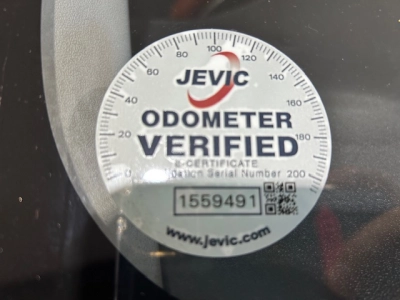 0 20 40 60 80 100 120 140 160 180 200
JEVIC
ODOMETER
VERIFIED
E-CERTIFICATE
Serial Number
1559491
www.jevic.com